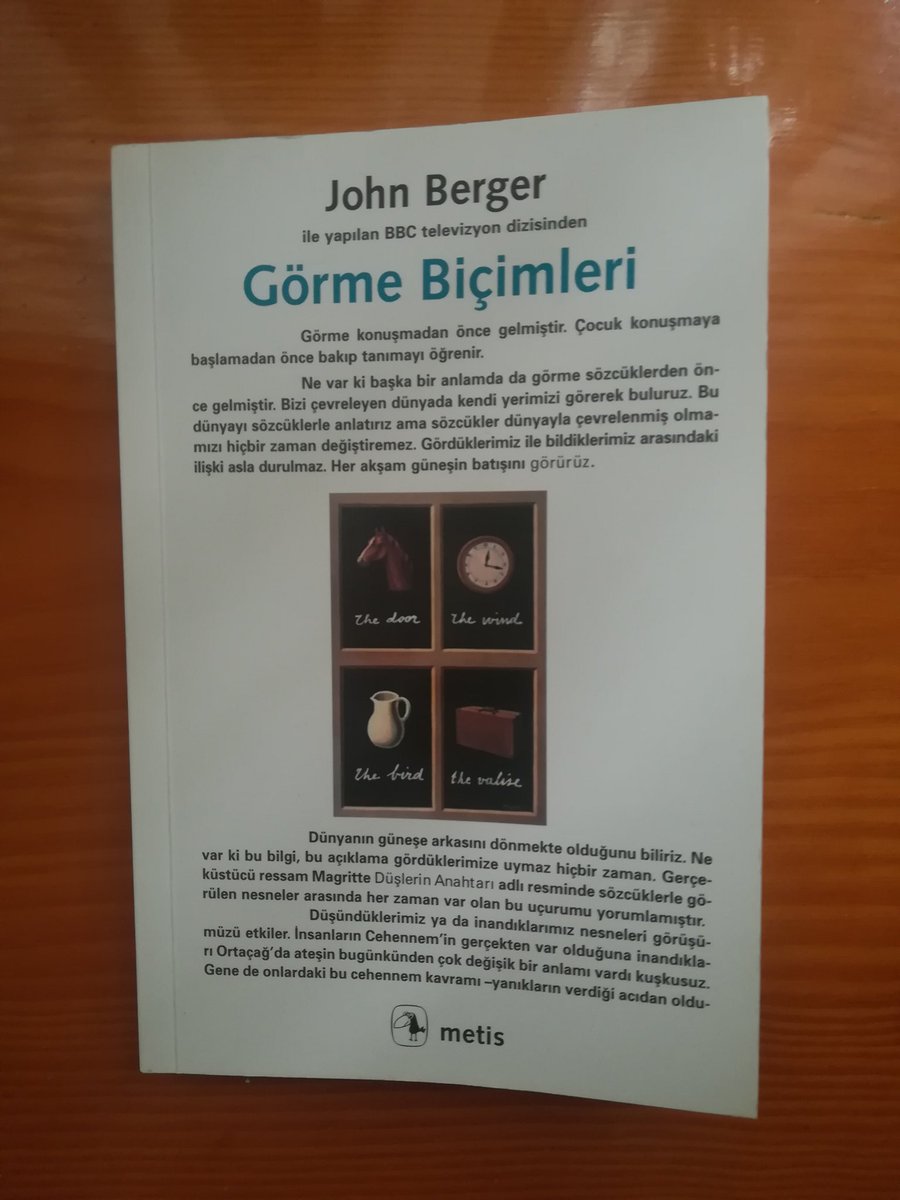 John Berger
ile yapılan BBC televizyon dizisinden
Görme Biçimleri
Görme konuşmadan önce gelmiştir. Çocuk konuşmaya
başlamadan önce bakıp tanımayı öğrenir.
Ne var ki başka bir anlamda da görme sözcüklerden ön-
ce gelmiştir. Bizi çevreleyen dünyada kendi yerimizi görerek buluruz. Bu
dünyayı sözcüklerle anlatırız ama sözcükler dünyayla çevrelenmiş olma-
mızı hiçbir zaman değiştiremez. Gördüklerimiz ile bildiklerimiz arasındaki
ilişki asla durulmaz. Her akşam güneşin batışını görürüz.
the door
the wind
the bird
the valise
Dünyanın güneşe arkasını dönmekte olduğunu biliriz. Ne
var ki bu bilgi, bu açıklama gördüklerimize uymaz hiçbir zaman. Gerçe-
küstücü ressam Magritte Düşlerin Anahtarı adlı resminde sözcüklerle gö-
rülen nesneler arasında her zaman var olan bu uçurumu yorumlamıştır.
Düşündüklerimiz ya da inandıklarımız nesneleri görüşü-
müzü etkiler. İnsanların Cehennem'in gerçekten var olduğuna inandıkla-
rı Ortaçağ'da ateşin bugünkünden çok değişik bir anlamı vardı kuşkusuz.
Gene de onlardaki bu cehennem kavramı –yanıkların verdiği acıdan oldu-
metis